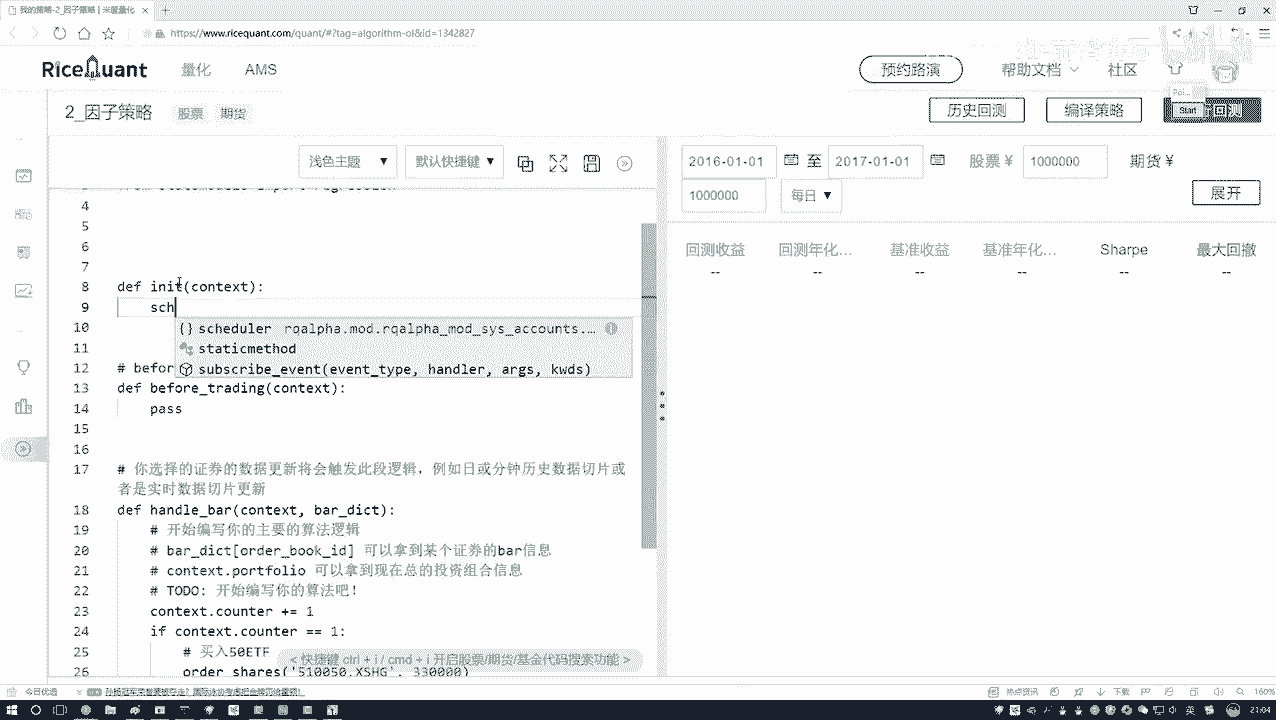 我的策略-2_因子策略 | 米筐量化
https://www.ricequant.com/quant/#?tag=algorithm-ol&id=1342827
RiceQuant 量化 AMS 预约路演 帮助文档 社区
2_因子策略 股票 期货 历史回测 编译策略 回测
Start
浅色主题 默认快捷键
2016-01-01 至 2017-01-01 股票 ¥ 1000000 期货 ¥
1000000 每日 展开
回测收益 回测年化... 基准收益 基准年化... Sharpe 最大回撤
-- -- -- -- -- --
4
5
6
7
8 def init(context):
9 sch
10 scheduler rqalpha.mod.rqalpha_mod_sys_accounts....
11 staticmethod
12 # befor subscribe_event(event_type, handler, args, kwds)
13 def before_trading(context):
14 pass
15
16
17 # 你选择的证券的数据更新将会触发此段逻辑，例如日或分钟历史数据切片或
者是实时数据切片更新
18 def handle_bar(context, bar_dict):
19 # 开始编写你的主要的算法逻辑
20 # bar_dict[order_book_id] 可以拿到某个证券的bar信息
21 # context.portfolio 可以拿到现在总的投资组合信息
22 # TODO: 开始编写你的算法吧!
23 context.counter += 1
24 if context.counter == 1:
25 # 买入50ETF
< 快捷键 ctrl + i / cmd + i 开启股票/期货/基金代码搜索功能 >
26 order_shares('510050.XSHG', 330000)
今日优选 热点资讯 下载 160%
21:04